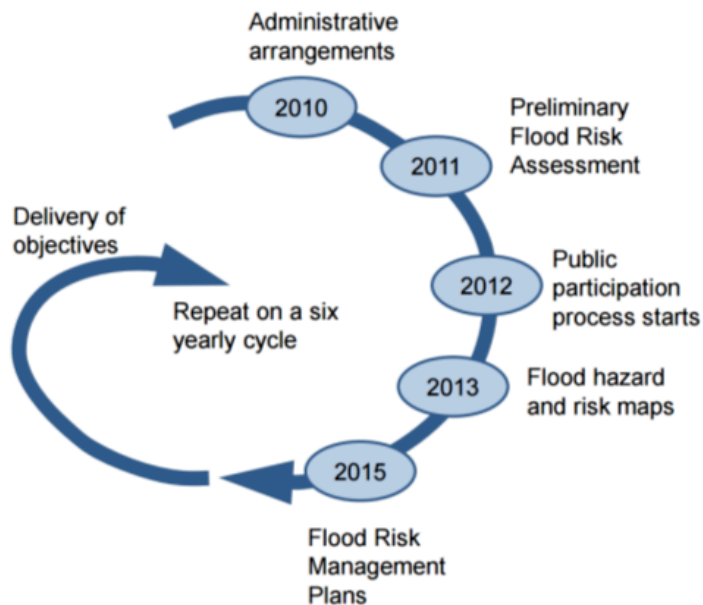 Administrative
arrangements
2010
Preliminary
Flood Risk
Assessment
2011
Public
participation
process starts
2012
Flood hazard
and risk maps
2013
2015
Flood Risk
Management
Plans
Delivery of
objectives
Repeat on a six
yearly cycle